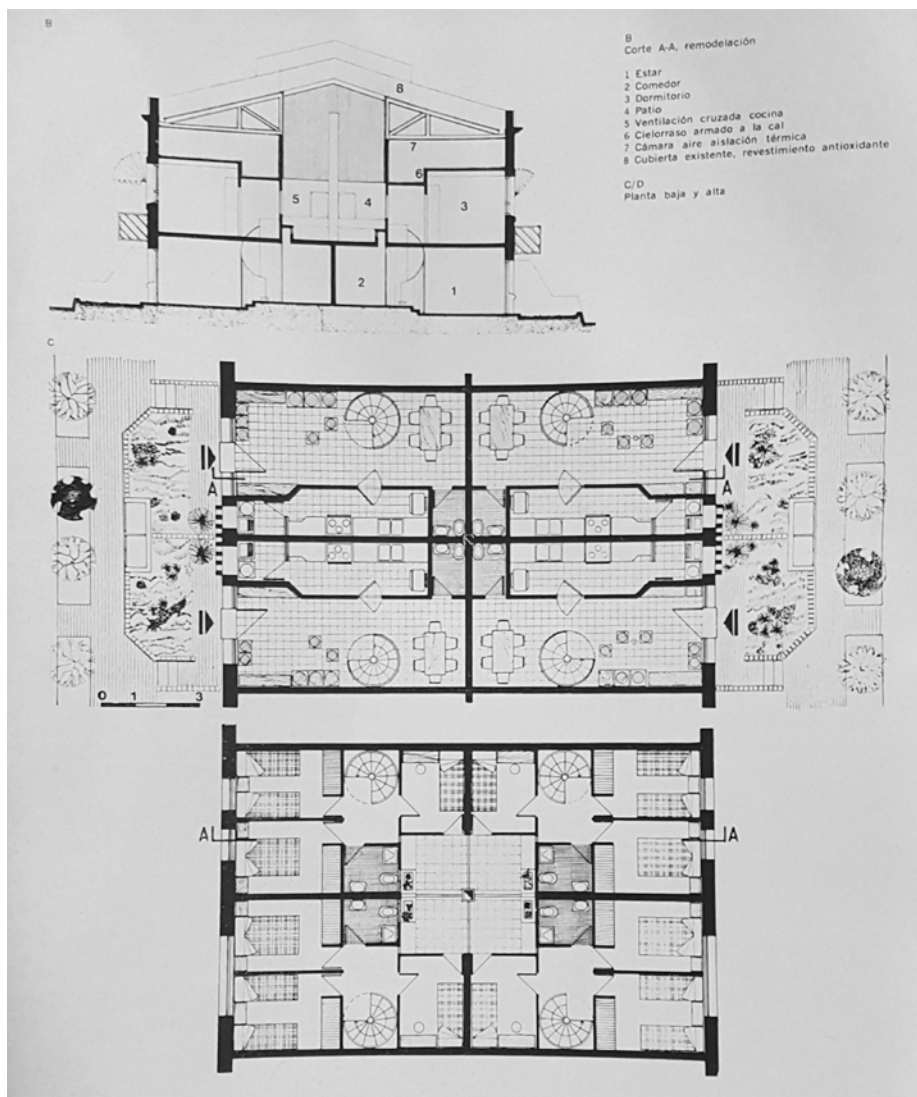 B
B
Corte A-A, remodelación
1 Estar
2 Comedor
3 Dormitorio
4 Patio
5 Ventilación cruzada cocina
6 Cielorraso armado a la cal
7 Cámara aire aislación térmica
8 Cubierta existente, revestimiento antioxidante
C/D
Planta baja y alta
8
7
6
5
4
3
2
1
C
A
A
0 1 3
A
A